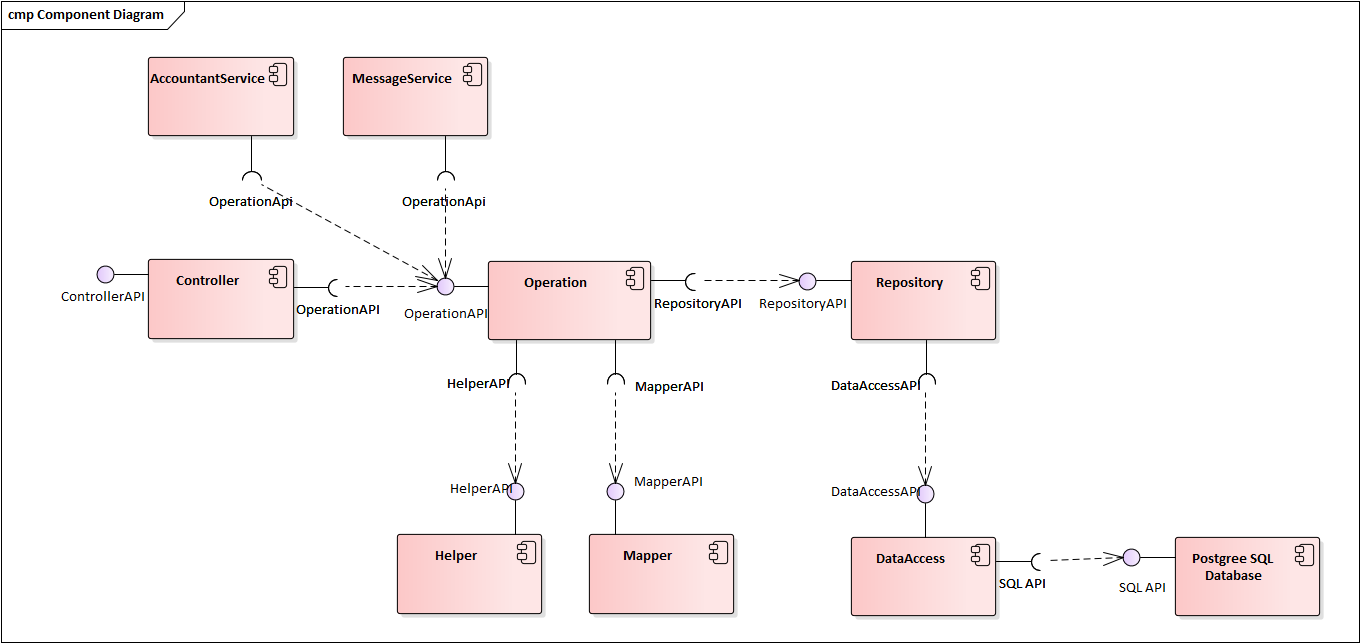 cmp Component Diagram
AccountantService
MessageService
OperationApi
OperationApi
ControllerAPI
Controller
OperationAPI
OperationAPI
Operation
RepositoryAPI
RepositoryAPI
Repository
HelperAPI
MapperAPI
DataAccessAPI
HelperAPI
MapperAPI
DataAccessAPI
Helper
Mapper
DataAccess
SQL API
SQL API
Postgree SQL
Database